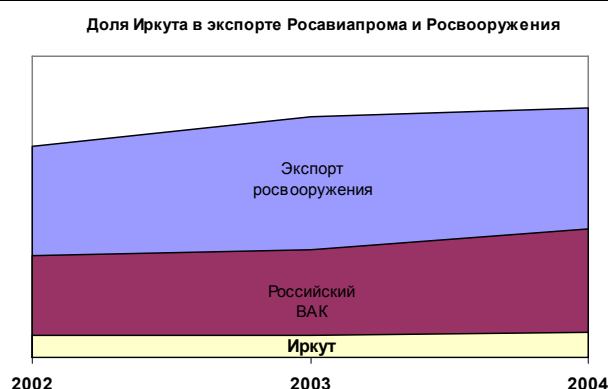 Доля Иркута в экспорте Росавиапрома и Росвооружения
Экспорт
росвооружения
Российский
ВАК
Иркут
2002 2003 2004